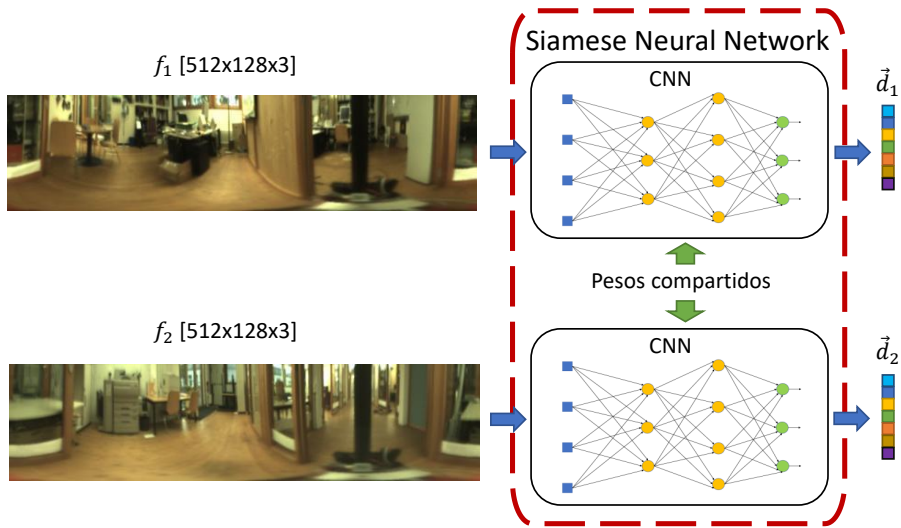 Siamese Neural Network
f₁ [512x128x3]
CNN
d⃗₁
Pesos compartidos
f₂ [512x128x3]
CNN
d⃗₂